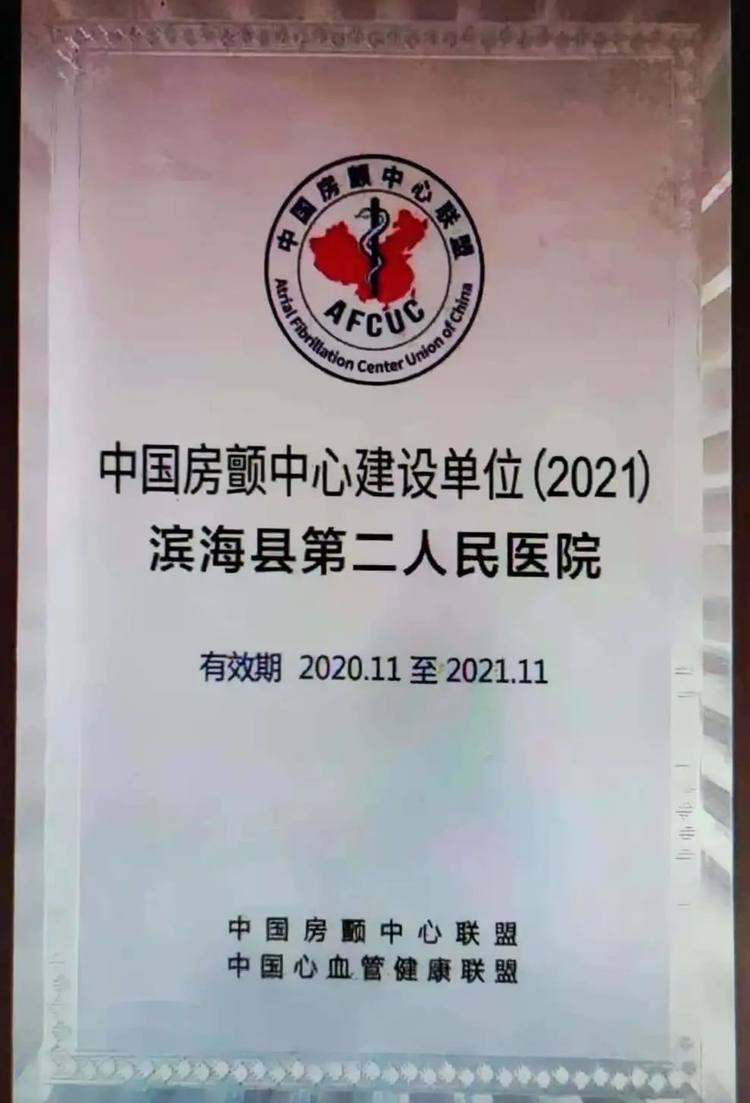 中国房颤中心联盟
AFCUC
Atrial Fibrillation Center Union of China
中国房颤中心建设单位(2021)
滨海县第二人民医院
有效期 2020.11 至 2021.11
中国房颤中心联盟
中国心血管健康联盟